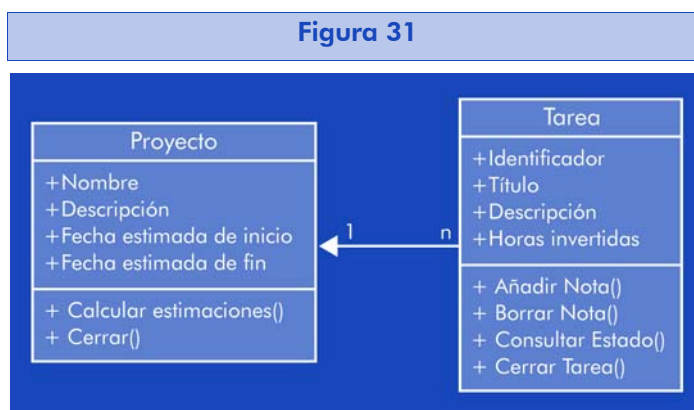 Figura 31
Proyecto
+Nombre
+Descripción
+Fecha estimada de inicio
+Fecha estimada de fin
+ Calcular estimaciones()
+ Cerrar()
1
n
Tarea
+Identificador
+Título
+Descripción
+Horas invertidas
+ Añadir Nota()
+ Borrar Nota()
+ Consultar Estado()
+ Cerrar Tarea()